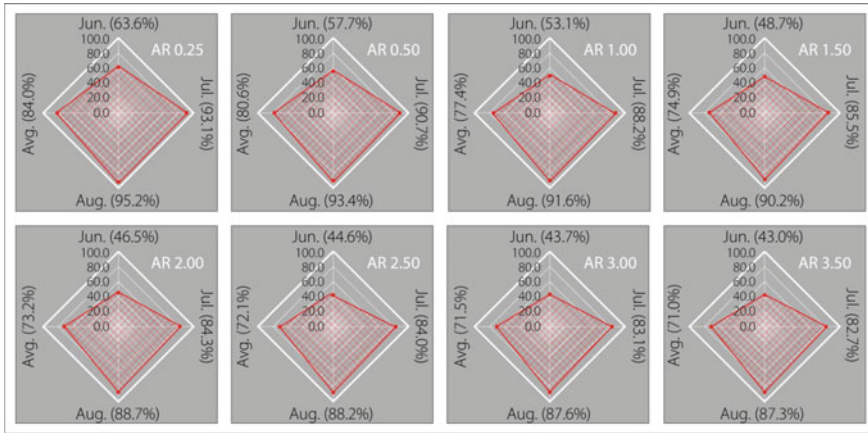 Jun. (63.6%)
AR 0.25
100.0
80.0
60.0
40.0
20.0
0.0
Avg. (84.0%)
Jul. (93.1%)
Aug. (95.2%)
Jun. (57.7%)
AR 0.50
100.0
80.0
60.0
40.0
20.0
0.0
Avg. (80.6%)
Jul. (90.7%)
Aug. (93.4%)
Jun. (53.1%)
AR 1.00
100.0
80.0
60.0
40.0
20.0
0.0
Avg. (77.4%)
Jul. (88.2%)
Aug. (91.6%)
Jun. (48.7%)
AR 1.50
100.0
80.0
60.0
40.0
20.0
0.0
Avg. (74.9%)
Jul. (85.5%)
Aug. (90.2%)
Jun. (46.5%)
AR 2.00
100.0
80.0
60.0
40.0
20.0
0.0
Avg. (73.2%)
Jul. (84.3%)
Aug. (88.7%)
Jun. (44.6%)
AR 2.50
100.0
80.0
60.0
40.0
20.0
0.0
Avg. (72.1%)
Jul. (84.0%)
Aug. (88.2%)
Jun. (43.7%)
AR 3.00
100.0
80.0
60.0
40.0
20.0
0.0
Avg. (71.5%)
Jul. (83.1%)
Aug. (87.6%)
Jun. (43.0%)
AR 3.50
100.0
80.0
60.0
40.0
20.0
0.0
Avg. (71.0%)
Jul. (82.7%)
Aug. (87.3%)